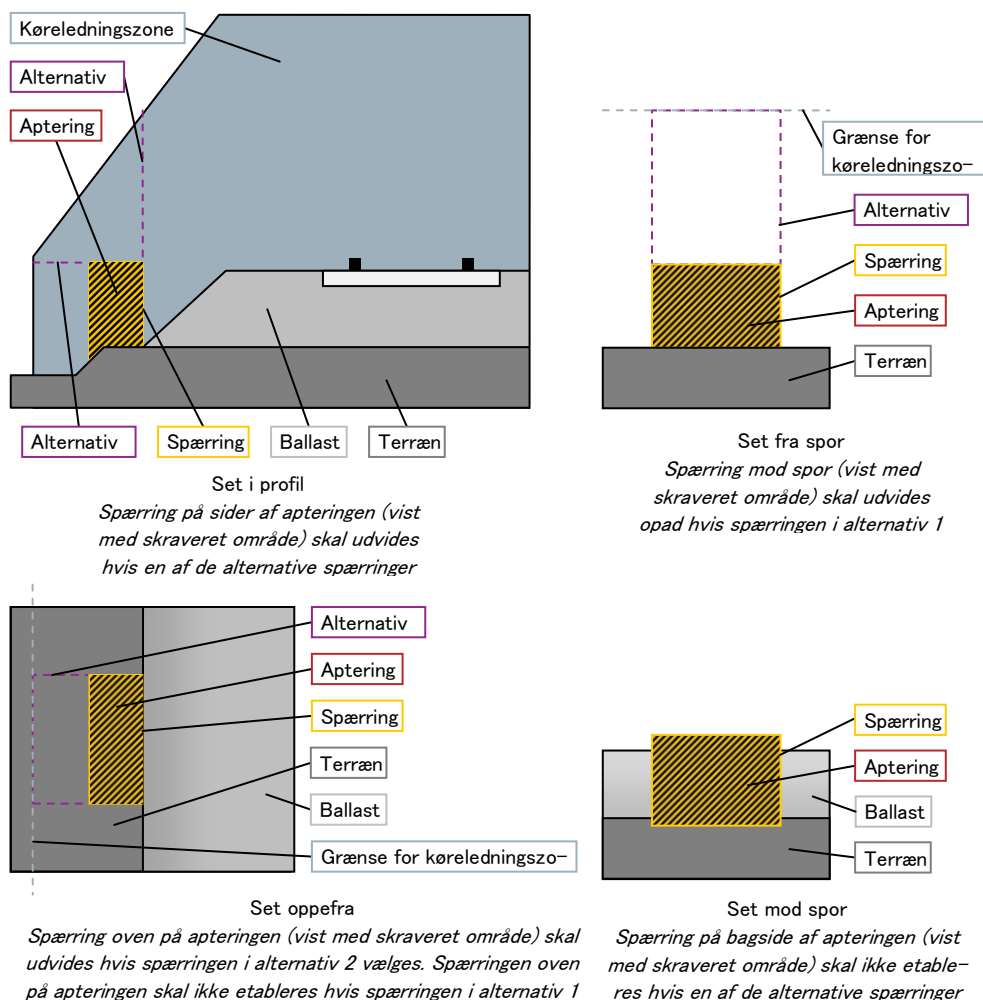 Køreledningszone
Alternativ
Aptering
Alternativ
Spærring
Ballast
Terræn
Set i profil
Spærring på sider af apteringen (vist
med skraveret område) skal udvides
hvis en af de alternative spærringer
Grænse for
køreledningszo-
Alternativ
Spærring
Aptering
Terræn
Set fra spor
Spærring mod spor (vist med
skraveret område) skal udvides
opad hvis spærringen i alternativ 1
Alternativ
Aptering
Spærring
Terræn
Ballast
Grænse for køreledningszo-
Set oppefra
Spærring oven på apteringen (vist med skraveret område) skal
udvides hvis spærringen i alternativ 2 vælges. Spærringen oven
på apteringen skal ikke etableres hvis spærringen i alternativ 1
Spærring
Aptering
Ballast
Terræn
Set mod spor
Spærring på bagside af apteringen (vist
med skraveret område) skal ikke etable-
res hvis en af de alternative spærringer